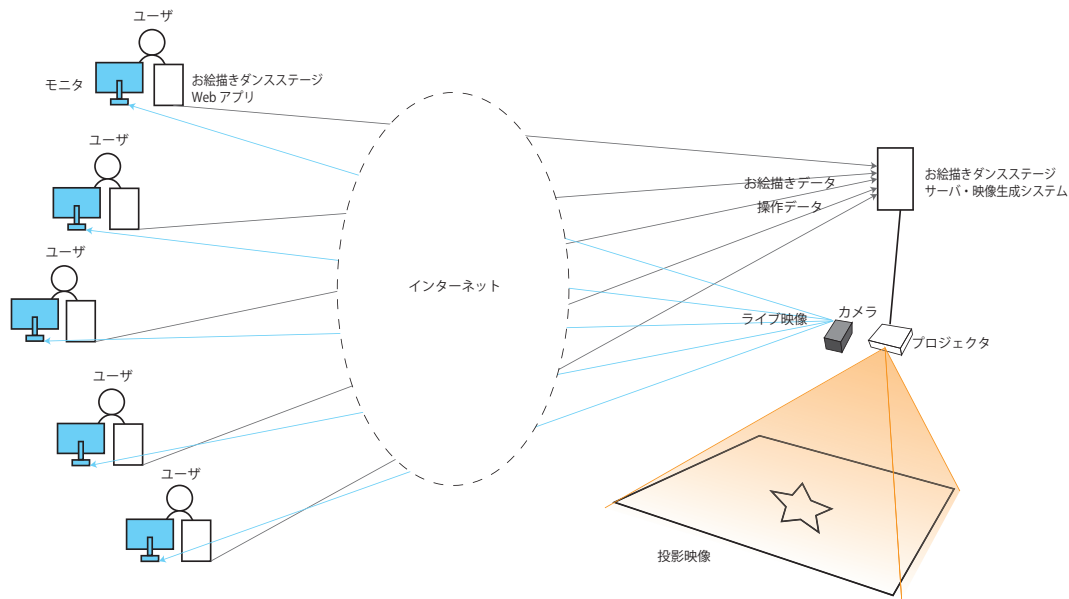 ユーザ
モニタ
お絵描きダンスステージ
Web アプリ
ユーザ
ユーザ
ユーザ
ユーザ
インターネット
お絵描きデータ
操作データ
お絵描きダンスステージ
サーバ・映像生成システム
ライブ映像
カメラ
プロジェクタ
投影映像